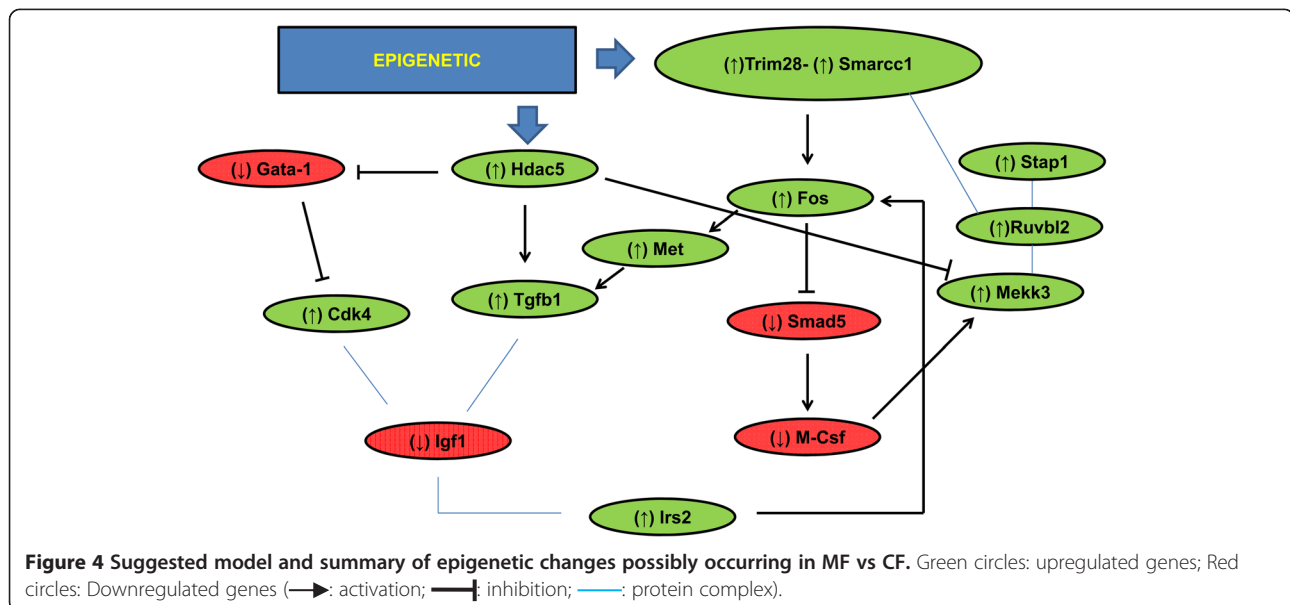 EPIGENETIC
(↑)Trim28- (↑) Smarcc1
(↓) Gata-1
(↑) Hdac5
(↑) Stap1
(↑) Fos
(↑)Ruvbl2
(↑) Met
(↑) Cdk4
(↑) Tgfb1
(↑) Mekk3
(↓) Smad5
(↓) Igf1
(↓) M-Csf
(↑) Irs2
Figure 4 Suggested model and summary of epigenetic changes possibly occurring in MF vs CF. Green circles: upregulated genes; Red
circles: Downregulated genes (: activation; : inhibition; : protein complex).